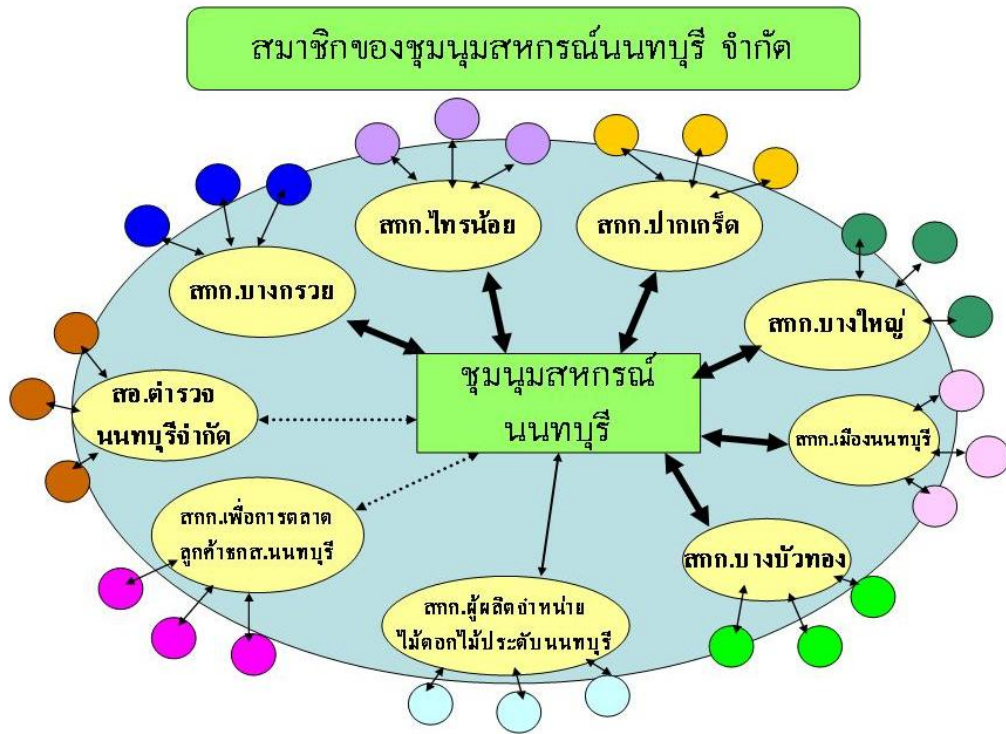 สมาชิกของชุมนุมสหกรณ์นนทบุรี จำกัด
สกก.ไทรน้อย
สกก.ปากเกร็ด
สกก.บางกรวย
สกก.บางใหญ่
ชุมนุมสหกรณ์
นนทบุรี
สอ.ตำรวจ
นนทบุรีจำกัด
สกก.เมืองนนทบุรี
สกก.เพื่อการตลาด
ลูกค้าธกส.นนทบุรี
สกก.บางบัวทอง
สกก.ผู้ผลิตจำหน่าย
ไม้ดอกไม้ประดับนนทบุรี